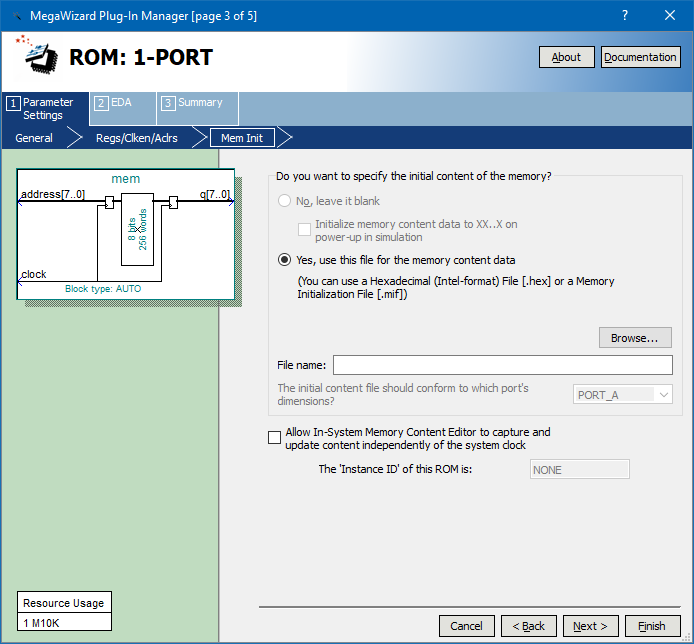 MegaWizard Plug-In Manager [page 3 of 5]
? ×
ROM: 1-PORT
About
Documentation
1 Parameter Settings
2 EDA
3 Summary
General
Regs/Clken/Aclrs
Mem Init
mem
address[7..0]
q[7..0]
8 bits
256 words
clock
Block type: AUTO
Do you want to specify the initial content of the memory?
No, leave it blank
Initialize memory content data to XX..X on
power-up in simulation
Yes, use this file for the memory content data
(You can use a Hexadecimal (Intel-format) File [.hex] or a Memory
Initialization File [.mif])
Browse...
File name:
The initial content file should conform to which port's
dimensions?
PORT_A
Allow In-System Memory Content Editor to capture and
update content independently of the system clock
The 'Instance ID' of this ROM is:
NONE
Resource Usage
1 M10K
Cancel
< Back
Next >
Finish